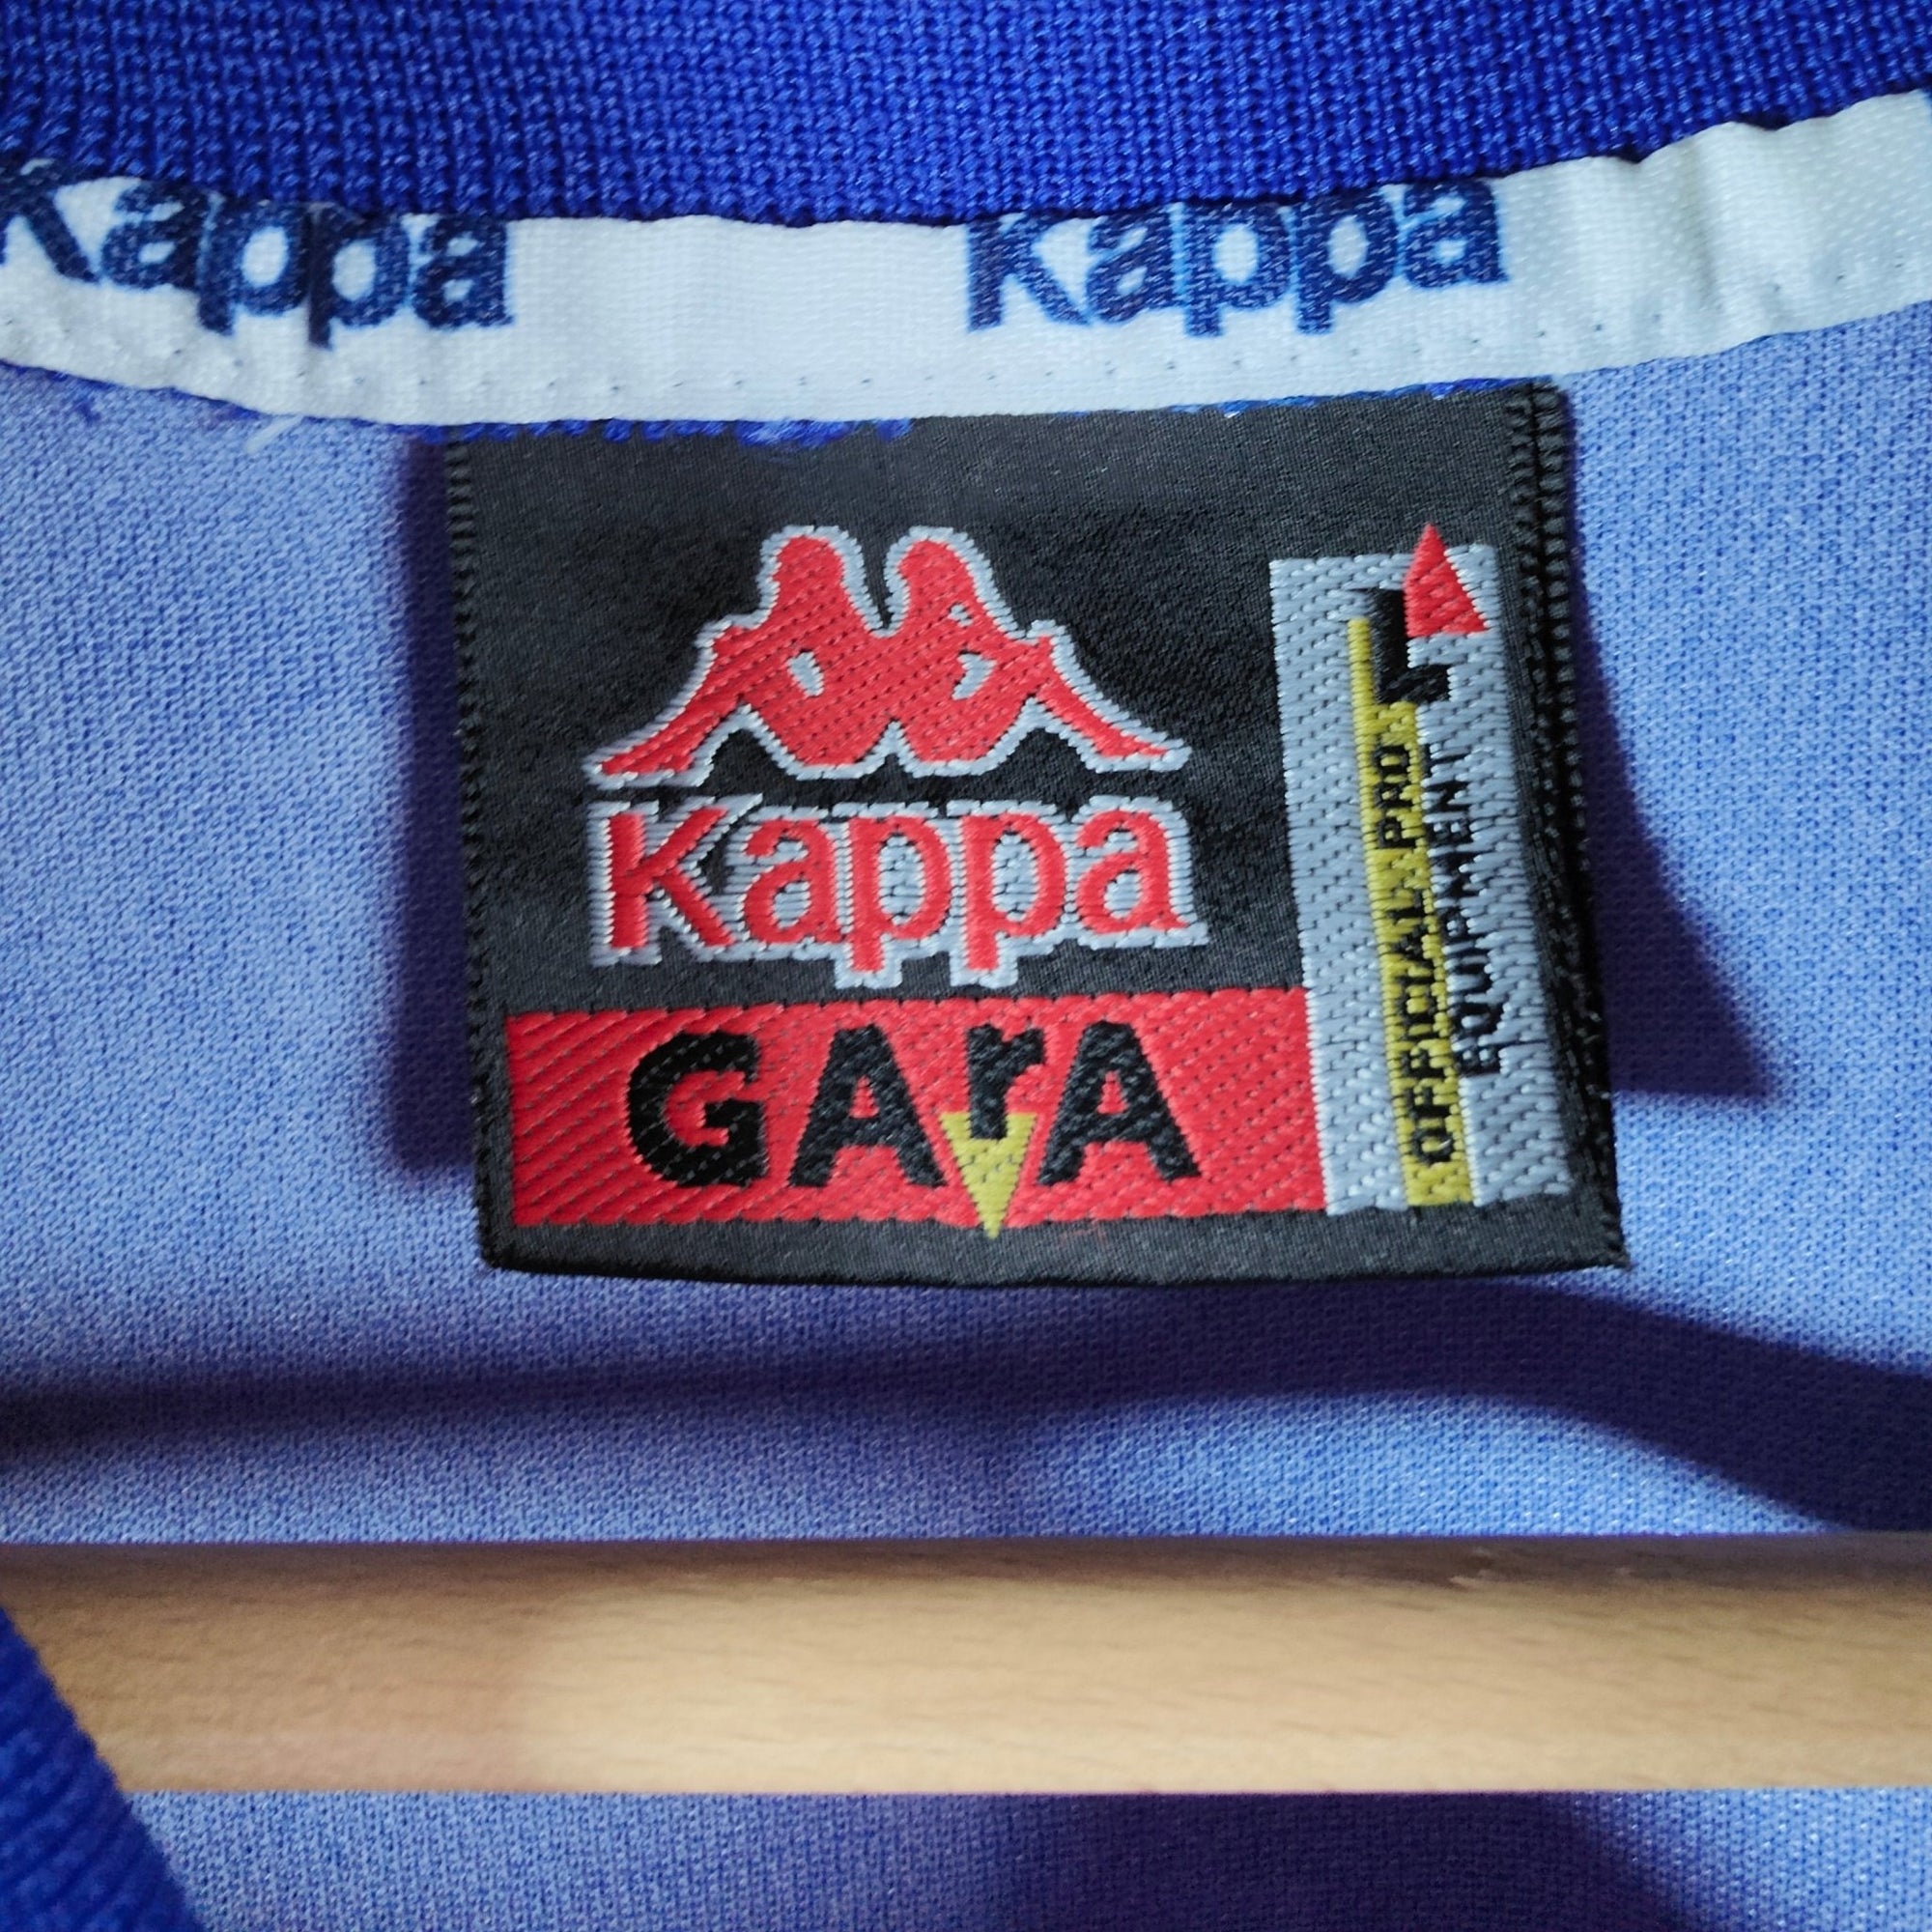 Kappa Kappa
Kappa
GArA
L
OFFICIAL PRO
EQUIPMENT